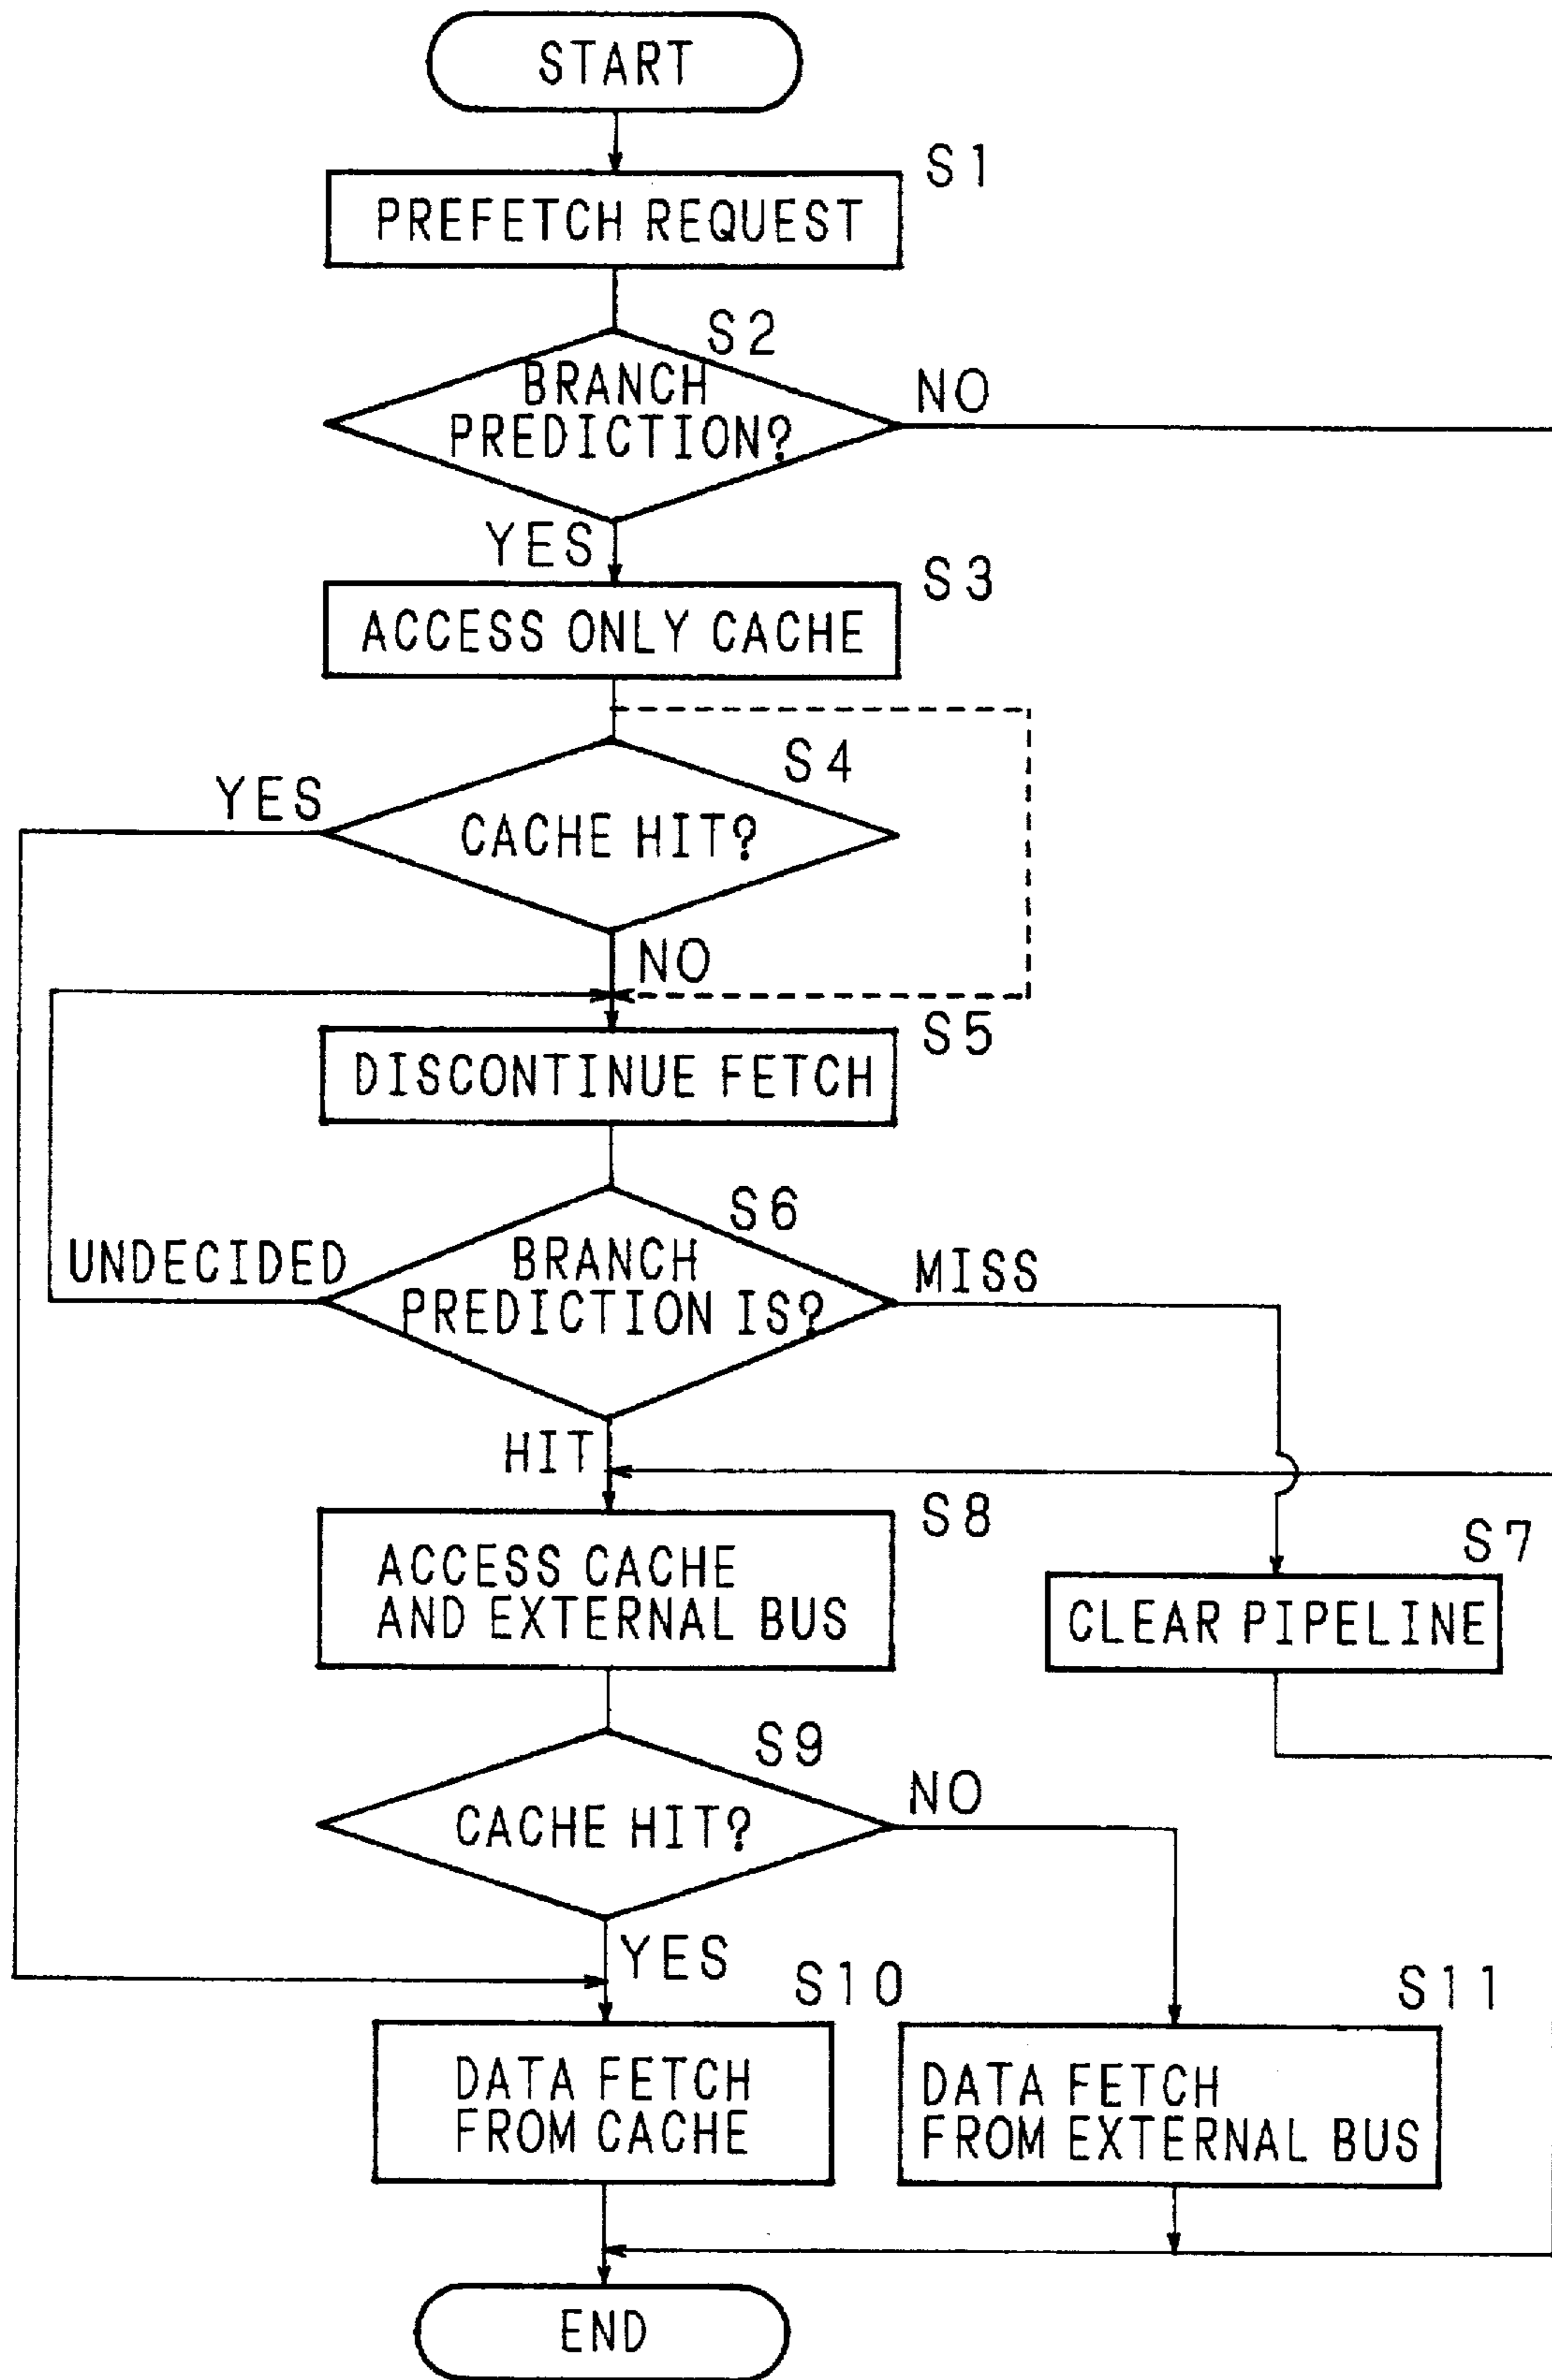 START
S1
PREFETCH REQUEST
S2
BRANCH
PREDICTION?
NO
YES
S3
ACCESS ONLY CACHE
S4
YES
CACHE HIT?
NO
S5
DISCONTINUE FETCH
S6
UNDECIDED
BRANCH
PREDICTION IS?
MISS
HIT
S8
ACCESS CACHE
AND EXTERNAL BUS
S7
CLEAR PIPELINE
S9
NO
CACHE HIT?
YES
S10
S11
DATA FETCH
FROM CACHE
DATA FETCH
FROM EXTERNAL BUS
END